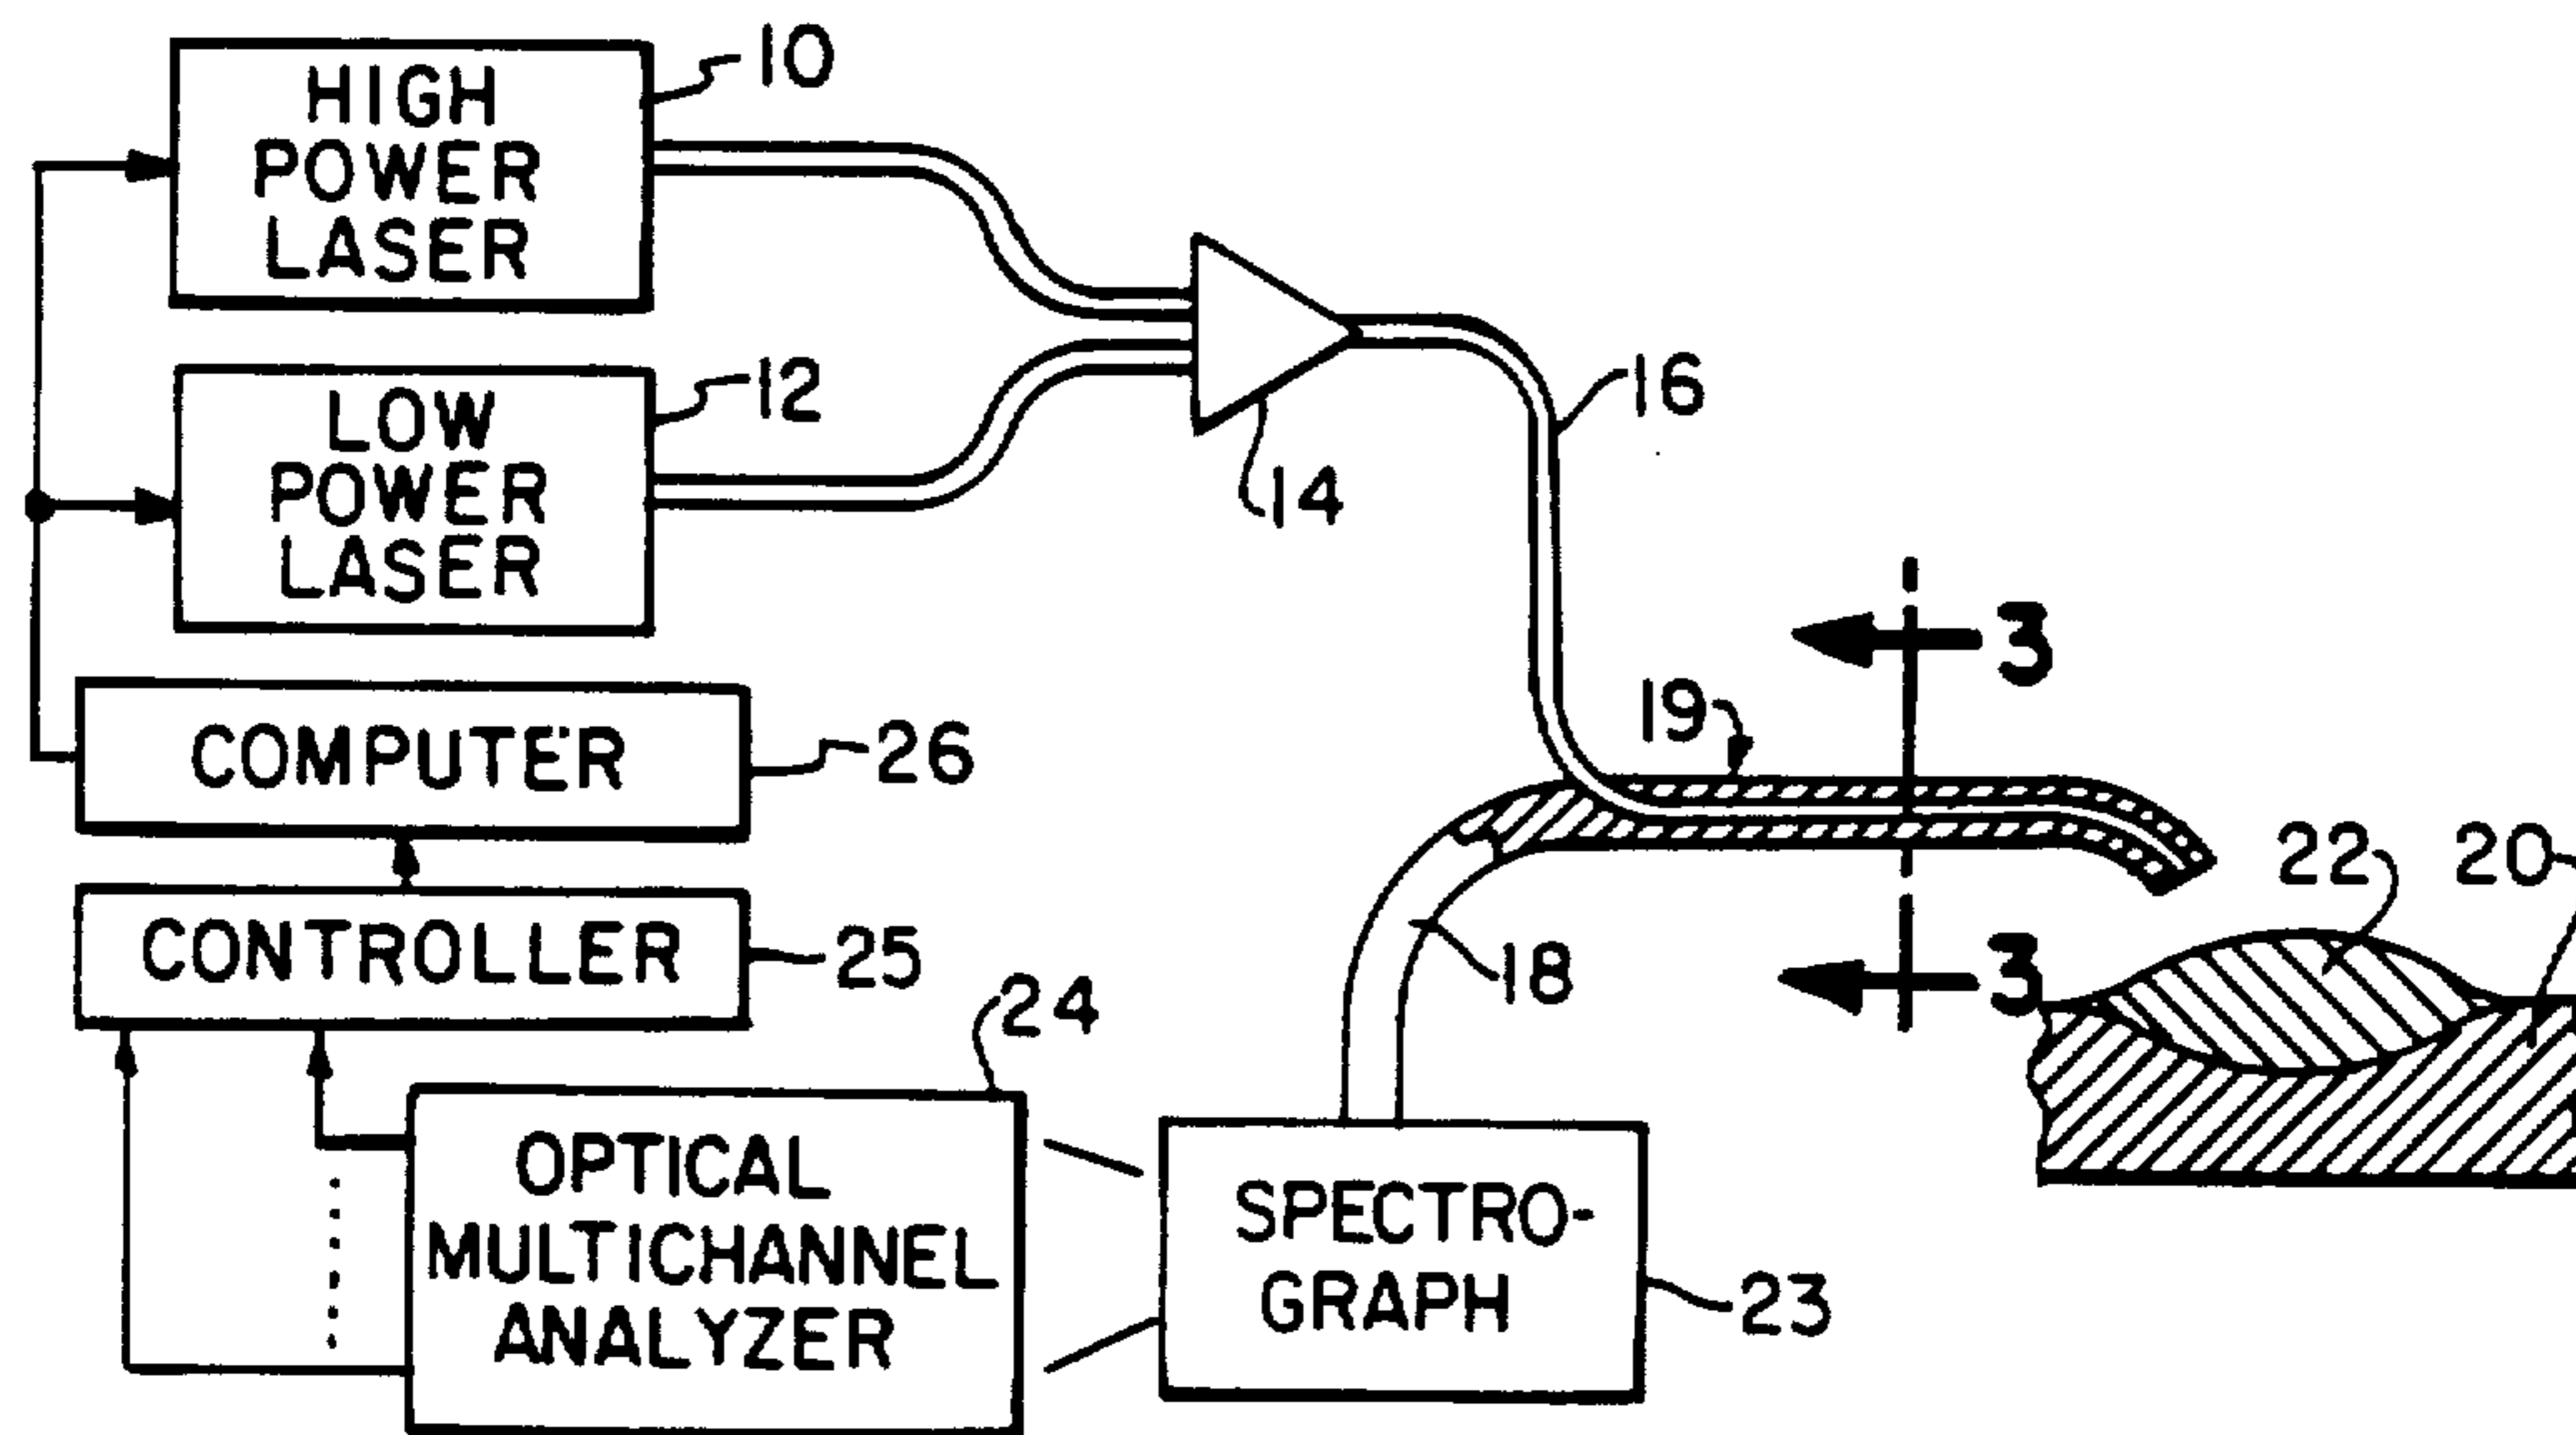 10
HIGH
POWER
LASER
12
LOW
POWER
LASER
14
16
3
19
COMPUTER
26
22
20
CONTROLLER
25
18
3
24
OPTICAL
MULTICHANNEL
ANALYZER
SPECTRO-
GRAPH
23